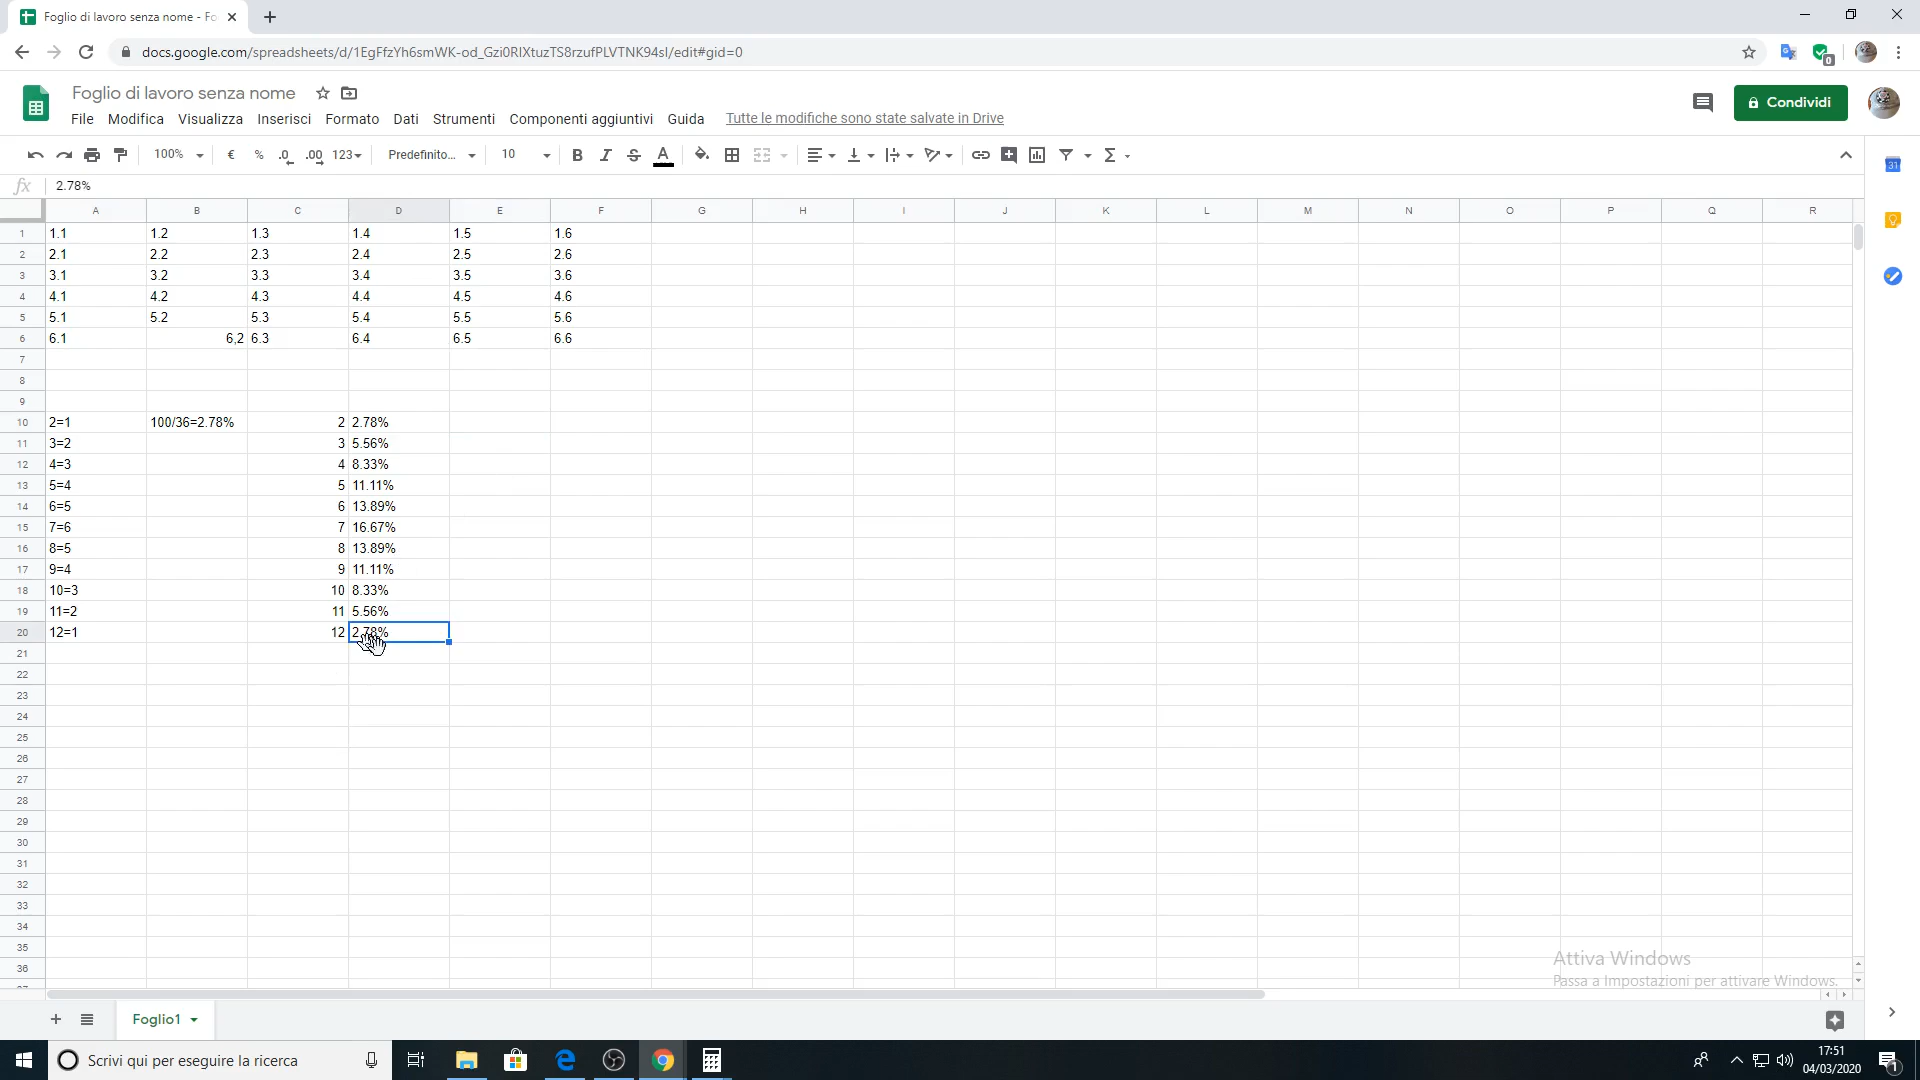 Foglio di lavoro senza nome - Fo
docs.google.com/spreadsheets/d/1EgFfzYh6smWK-od_Gzi0RIXtuzTS8rzufPLVTNK94sI/edit#gid=0
0
Foglio di lavoro senza nome
Condividi
File Modifica Visualizza Inserisci Formato Dati Strumenti Componenti aggiuntivi Guida Tutte le modifiche sono state salvate in Drive
100% € % .0 .00 123 Predefinito... 10 B I S A Σ
31
fx 2.78%
A B C D E F G H I J K L M N O P Q R
1 1.1 1.2 1.3 1.4 1.5 1.6
2 2.1 2.2 2.3 2.4 2.5 2.6
3 3.1 3.2 3.3 3.4 3.5 3.6
4 4.1 4.2 4.3 4.4 4.5 4.6
5 5.1 5.2 5.3 5.4 5.5 5.6
6 6.1 6,2 6.3 6.4 6.5 6.6
7
8
9
10 2=1 100/36=2.78% 2 2.78%
11 3=2 3 5.56%
12 4=3 4 8.33%
13 5=4 5 11.11%
14 6=5 6 13.89%
15 7=6 7 16.67%
16 8=5 8 13.89%
17 9=4 9 11.11%
18 10=3 10 8.33%
19 11=2 11 5.56%
20 12=1 12 2.78%
21
22
23
24
25
26
27
28
29
30
31
32
33
34
35
36
Attiva Windows
Passa a Impostazioni per attivare Windows.
Foglio1
Scrivi qui per eseguire la ricerca
17:51
04/03/2020
1